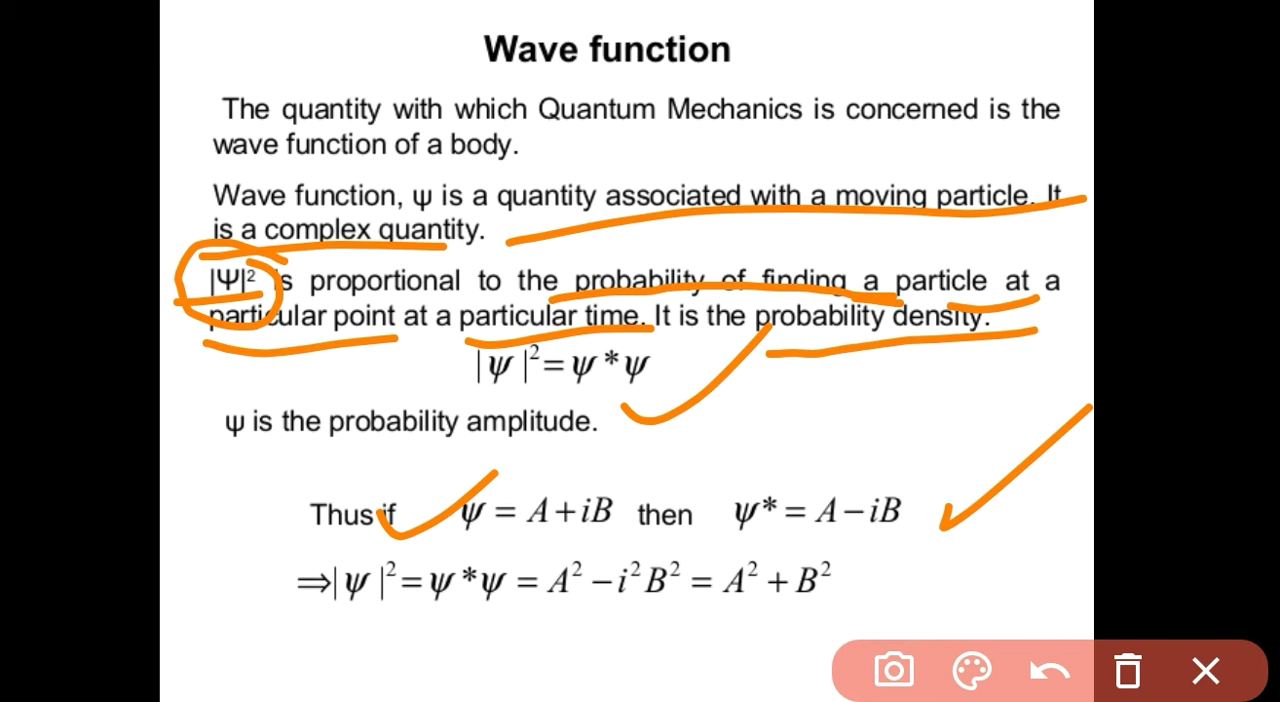 Wave function
The quantity with which Quantum Mechanics is concerned is the
wave function of a body.
Wave function, ψ is a quantity associated with a moving particle. It
is a complex quantity.
|Ψ|² is proportional to the probability of finding a particle at a
particular point at a particular time. It is the probability density.
|ψ|² = ψ*ψ
ψ is the probability amplitude.
Thus if ψ = A + iB then ψ* = A − iB
⇒|ψ|² = ψ*ψ = A² − i²B² = A² + B²